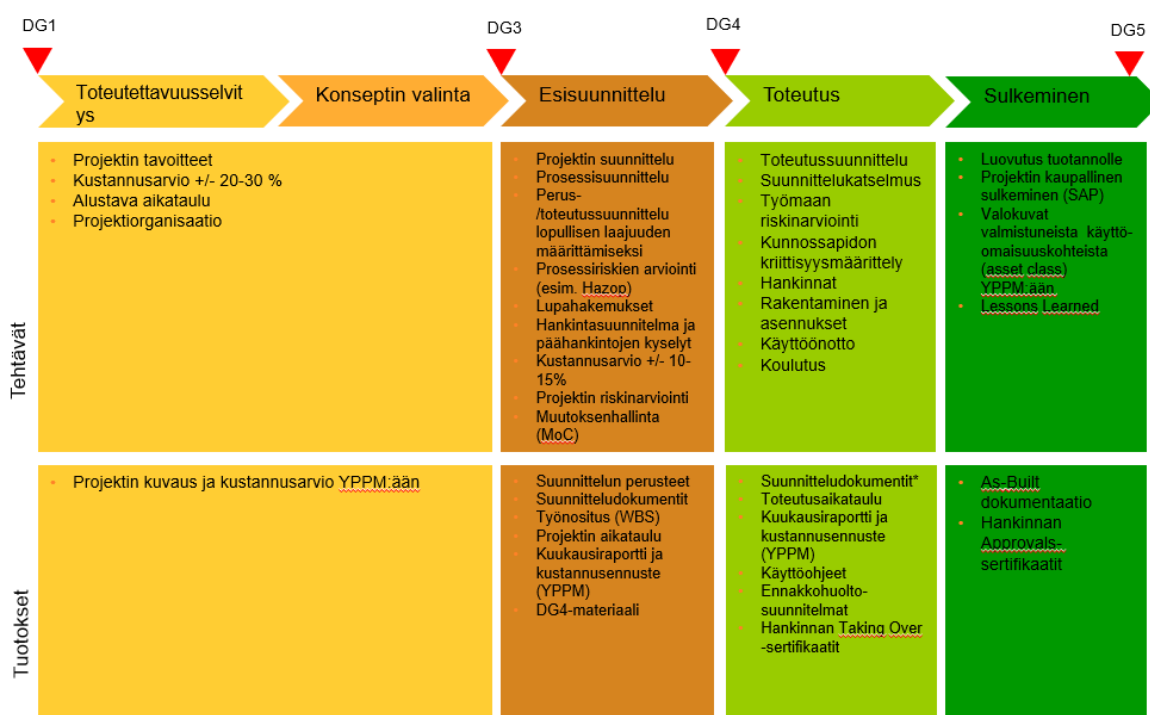 DG1
DG3
DG4
DG5
Toteutettavuusselvit
ys
Konseptin valinta
Esisuunnittelu
Toteutus
Sulkeminen
Tehtävät
• Projektin tavoitteet
• Kustannusarvio +/- 20-30 %
• Alustava aikataulu
• Projektiorganisaatio
• Projektin suunnittelu
• Prosessisuunnittelu
• Perus-
/toteutussuunnittelu
lopullisen laajuuden
määrittämiseksi
• Prosessiriskien arviointi
(esim. Hazop)
• Lupahakemukset
• Hankintasuunnitelma ja
päähankintojen kyselyt
• Kustannusarvio +/- 10-
15%
• Projektin riskinarviointi
• Muutoksenhallinta
(MoC)
• Toteutussuunnittelu
• Suunnittelukatselmus
• Työmaan
riskinarviointi
• Kunnossapidon
kriittisyysmäärittely
• Hankinnat
• Rakentaminen ja
asennukset
• Käyttöönotto
• Koulutus
• Luovutus tuotannolle
• Projektin kaupallinen
sulkeminen (SAP)
• Valokuvat
valmistuneista käyttö-
omaisuuskohteista
(asset class)
YPPM:ään
• Lessons Learned
Tuotokset
• Projektin kuvaus ja kustannusarvio YPPM:ään
• Suunnittelun perusteet
• Suunnitteludokumentit
• Työnositus (WBS)
• Projektin aikataulu
• Kuukausiraportti ja
kustannusennuste
(YPPM)
• DG4-materiaali
• Suunnitteludokumentit*
• Toteutusaikataulu
• Kuukausiraportti ja
kustannusennuste
(YPPM)
• Käyttöohjeet
• Ennakkohuolto-
suunnitelmat
• Hankinnan Taking Over
-sertifikaatit
• As-Built
dokumentaatio
• Hankinnan
Approvals-
sertifikaatit